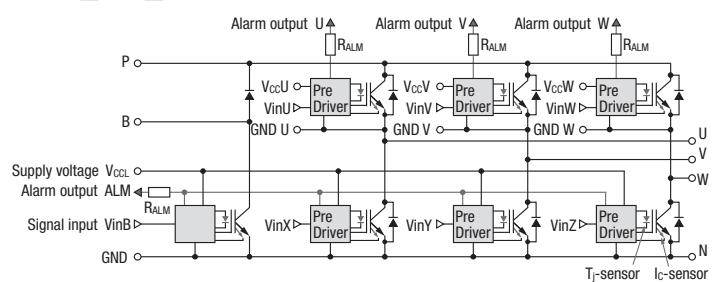 Alarm output U Alarm output V Alarm output W
RALM RALM RALM
P
VCCU Pre Driver VCCV Pre Driver VCCW Pre Driver
VinU VinV VinW
B
GND U GND V GND W
U
V
Supply voltage VCCL
W
Alarm output ALM
RALM
Signal input VinB VinX Pre Driver VinY Pre Driver VinZ Pre Driver
GND N
Tj-sensor IC-sensor